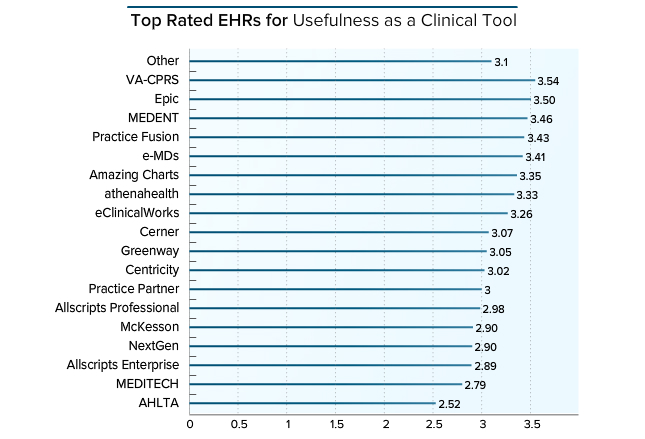 Top Rated EHRs for Usefulness as a Clinical Tool
Other 3.1
VA-CPRS 3.54
Epic 3.50
MEDENT 3.46
Practice Fusion 3.43
e-MDs 3.41
Amazing Charts 3.35
athenahealth 3.33
eClinicalWorks 3.26
Cerner 3.07
Greenway 3.05
Centricity 3.02
Practice Partner 3
Allscripts Professional 2.98
McKesson 2.90
NextGen 2.90
Allscripts Enterprise 2.89
MEDITECH 2.79
AHLTA 2.52
0 0.5 1 1.5 2 2.5 3 3.5